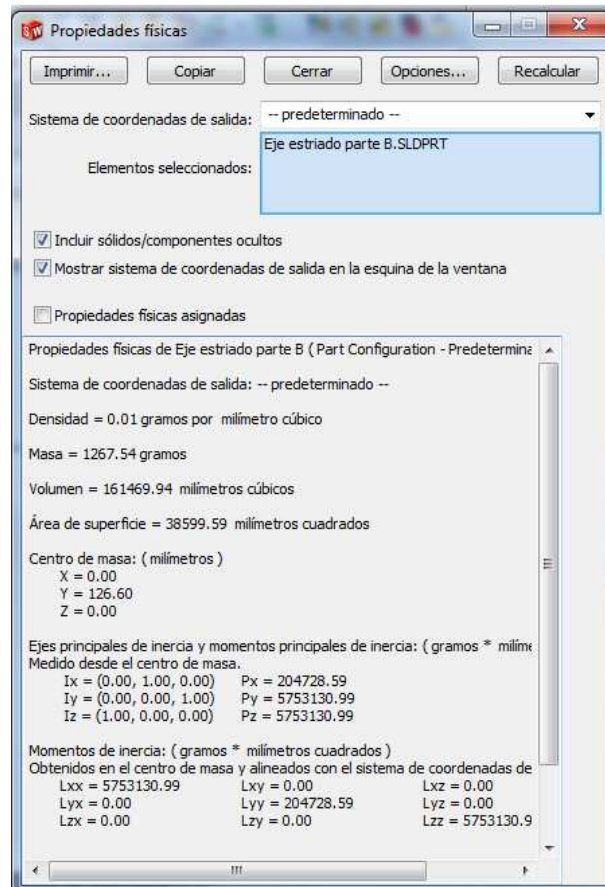 SW Propiedades físicas
Imprimir... Copiar Cerrar Opciones... Recalcular
Sistema de coordenadas de salida: -- predeterminado --
Eje estriado parte B.SLDPRT
Elementos seleccionados:
Incluir sólidos/componentes ocultos
Mostrar sistema de coordenadas de salida en la esquina de la ventana
Propiedades físicas asignadas
Propiedades físicas de Eje estriado parte B ( Part Configuration - Predetermina
Sistema de coordenadas de salida: -- predeterminado --
Densidad = 0.01 gramos por milímetro cúbico
Masa = 1267.54 gramos
Volumen = 161469.94 milímetros cúbicos
Área de superficie = 38599.59 milímetros cuadrados
Centro de masa: ( milímetros )
X = 0.00
Y = 126.60
Z = 0.00
Ejes principales de inercia y momentos principales de inercia: ( gramos * milíme
Medido desde el centro de masa.
Ix = (0.00, 1.00, 0.00) Px = 204728.59
Iy = (0.00, 0.00, 1.00) Py = 5753130.99
Iz = (1.00, 0.00, 0.00) Pz = 5753130.99
Momentos de inercia: ( gramos * milímetros cuadrados )
Obtenidos en el centro de masa y alineados con el sistema de coordenadas de
Lxx = 5753130.99 Lxy = 0.00 Lxz = 0.00
Lyx = 0.00 Lyy = 204728.59 Lyz = 0.00
Lzx = 0.00 Lzy = 0.00 Lzz = 5753130.9